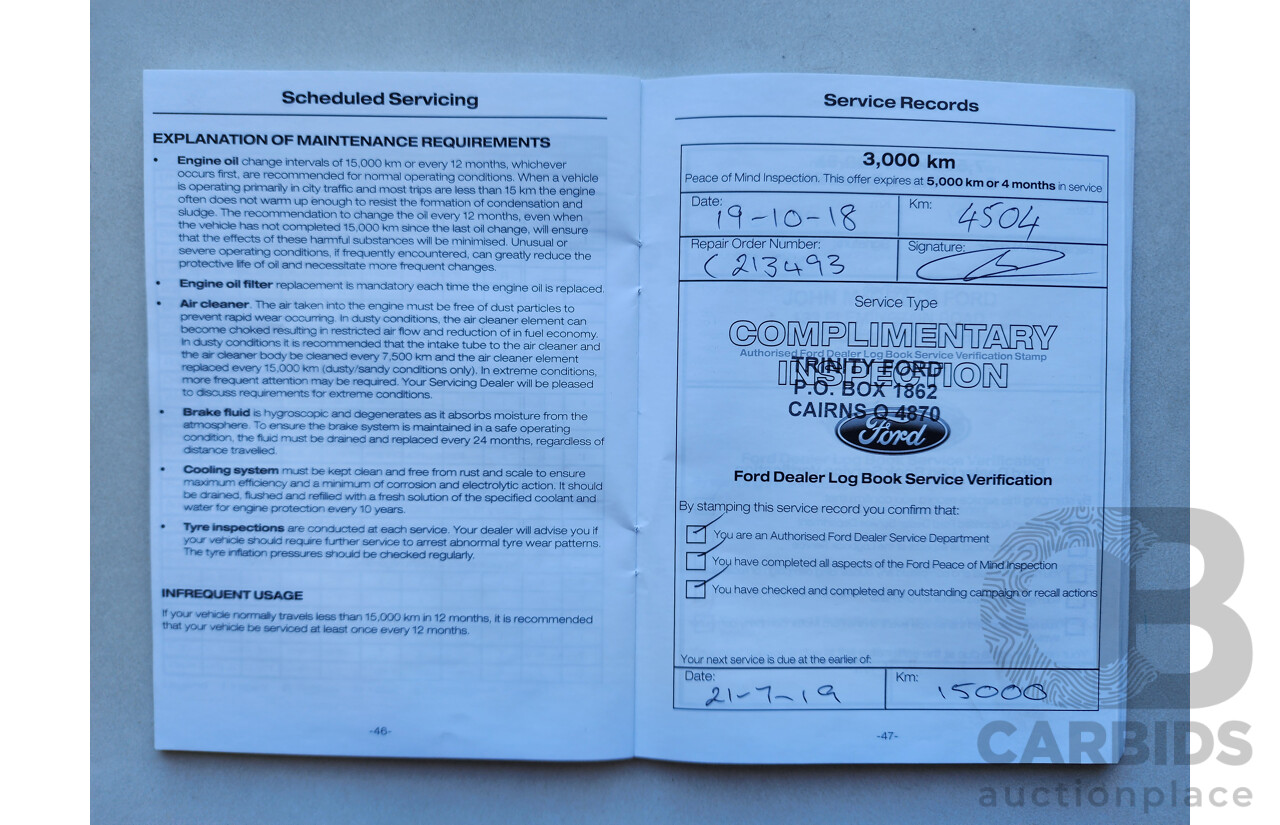 Scheduled Servicing
EXPLANATION OF MAINTENANCE REQUIREMENTS
• Engine oil change intervals of 15,000 km or every 12 months, whichever
occurs first, are recommended for normal operating conditions. When a vehicle
is operating primarily in city traffic and most trips are less than 15 km the engine
often does not warm up enough to resist the formation of condensation and
sludge. The recommendation to change the oil every 12 months, even when
the vehicle has not completed 15,000 km since the last oil change, will ensure
that the effects of these harmful substances will be minimised. Unusual or
severe operating conditions, if frequently encountered, can greatly reduce the
protective life of oil and necessitate more frequent changes.
• Engine oil filter replacement is mandatory each time the engine oil is replaced.
• Air cleaner. The air taken into the engine must be free of dust particles to
prevent rapid wear occurring. In dusty conditions, the air cleaner element can
become choked resulting in restricted air flow and reduction of in fuel economy.
In dusty conditions it is recommended that the intake tube to the air cleaner and
the air cleaner body be cleaned every 7,500 km and the air cleaner element
replaced every 15,000 km (dusty/sandy conditions only). In extreme conditions,
more frequent attention may be required. Your Servicing Dealer will be pleased
to discuss requirements for extreme conditions.
• Brake fluid is hygroscopic and degenerates as it absorbs moisture from the
atmosphere. To ensure the brake system is maintained in a safe operating
condition, the fluid must be drained and replaced every 24 months, regardless of
distance travelled.
• Cooling system must be kept clean and free from rust and scale to ensure
maximum efficiency and a minimum of corrosion and electrolytic action. It should
be drained, flushed and refilled with a fresh solution of the specified coolant and
water for engine protection every 10 years.
• Tyre inspections are conducted at each service. Your dealer will advise you if
your vehicle should require further service to arrest abnormal tyre wear patterns.
The tyre inflation pressures should be checked regularly.
INFREQUENT USAGE
If your vehicle normally travels less than 15,000 km in 12 months, it is recommended
that your vehicle be serviced at least once every 12 months.
-46-
Service Records
3,000 km
Peace of Mind Inspection. This offer expires at 5,000 km or 4 months in service
Date: 19-10-18 Km: 4504
Repair Order Number: C213493 Signature:
Service Type
COMPLIMENTARY
Authorised Ford Dealer Log Book Service Verification Stamp
INSPECTION
TRINITY FORD
P.O. BOX 1862
CAIRNS Q 4870
Ford
Ford Dealer Log Book Service Verification
By stamping this service record you confirm that:
You are an Authorised Ford Dealer Service Department
You have completed all aspects of the Ford Peace of Mind Inspection
You have checked and completed any outstanding campaign or recall actions
Your next service is due at the earlier of:
Date: 21-7-19 Km: 15000
-47-
CB
CARBIDS
auctionplace